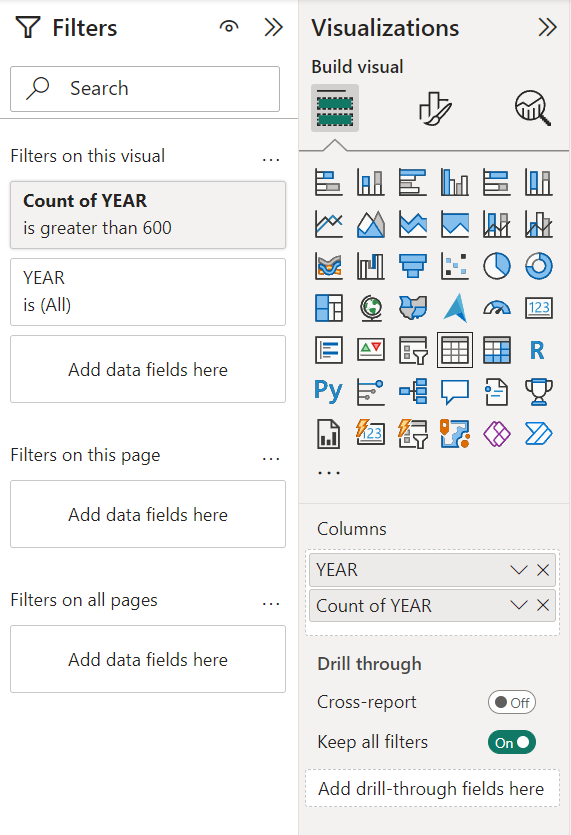 Filters
Search
Filters on this visual
...
Count of YEAR
is greater than 600
YEAR
is (All)
Add data fields here
Filters on this page
...
Add data fields here
Filters on all pages
...
Add data fields here
Visualizations
Build visual
123
R
Py
123
...
Columns
YEAR
Count of YEAR
Drill through
Cross-report
Off
Keep all filters
On
Add drill-through fields here